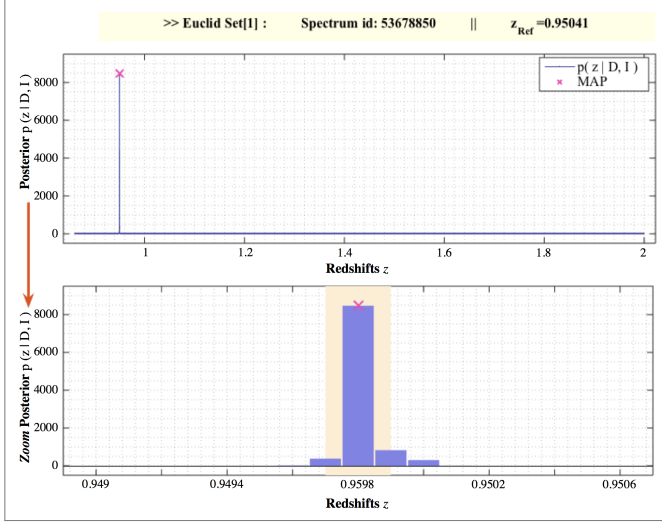 >> Euclid Set[1] : Spectrum id: 53678850 || z_Ref =0.95041
p( z | D, I )
MAP
Posterior p ( z | D, I )
8000
6000
4000
2000
0
1 1.2 1.4 1.6 1.8 2
Redshifts z
Zoom Posterior p ( z | D, I )
8000
6000
4000
2000
0
0.949 0.9494 0.9598 0.9502 0.9506
Redshifts z